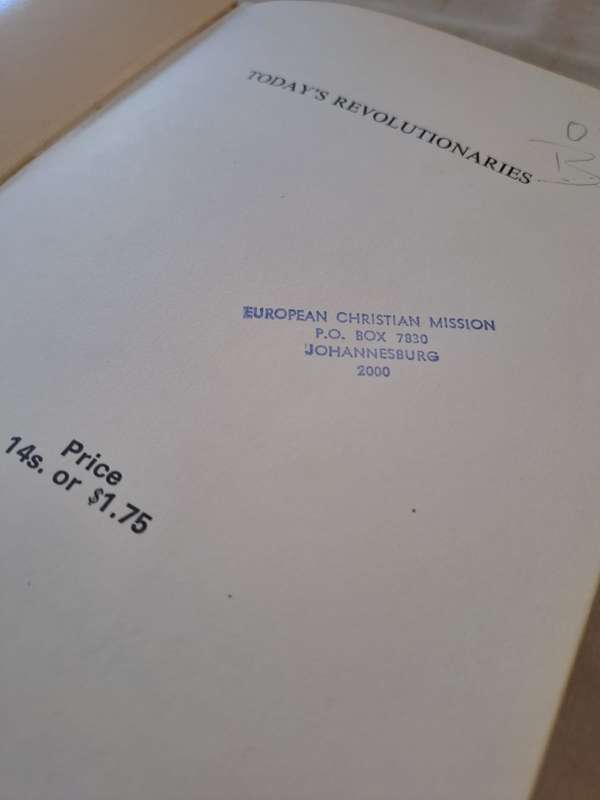 TODAY'S REVOLUTIONARIES
EUROPEAN CHRISTIAN MISSION
P.O. BOX 7830
JOHANNESBURG
2000
Price
14s. or $1.75